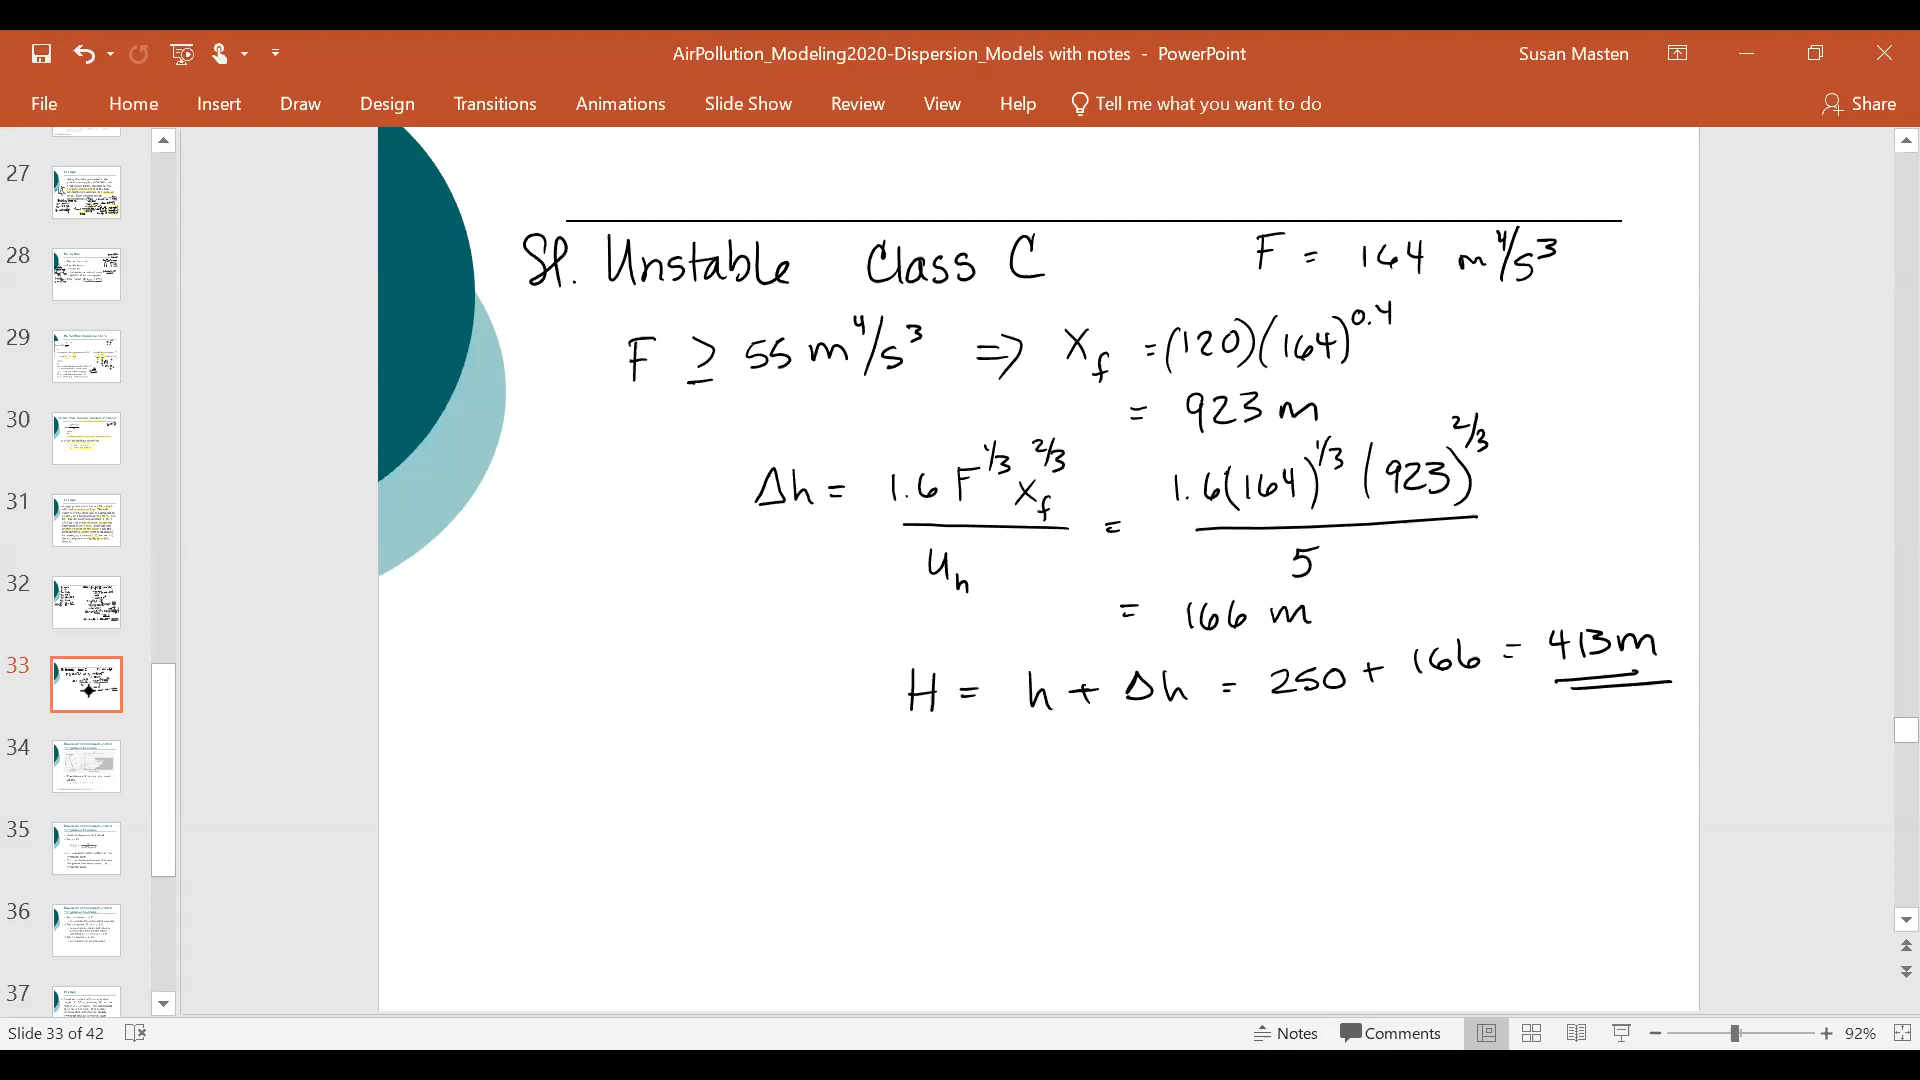 AirPollution_Modeling2020-Dispersion_Models with notes - PowerPoint
Susan Masten
File Home Insert Draw Design Transitions Animations Slide Show Review View Help Tell me what you want to do Share
27
28
29
30
31
32
33
34
35
36
37
Sl. Unstable Class C F = 164 m⁴/s³
F ≥ 55 m⁴/s³ ⇒ X_f = (120)(164)^0.4
= 923 m
Δh = 1.6 F^1/3 X_f^2/3 / u_h = 1.6(164)^1/3 (923)^2/3 / 5
= 166 m
H = h + Δh = 250 + 166 = 413 m
Slide 33 of 42
Notes Comments 92%